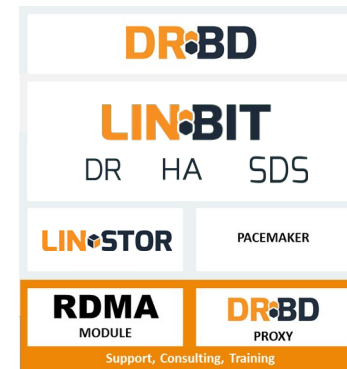 DRBD
LINBIT
DR HA SDS
LINSTOR
PACEMAKER
RDMA
MODULE
DRBD
PROXY
Support, Consulting, Training